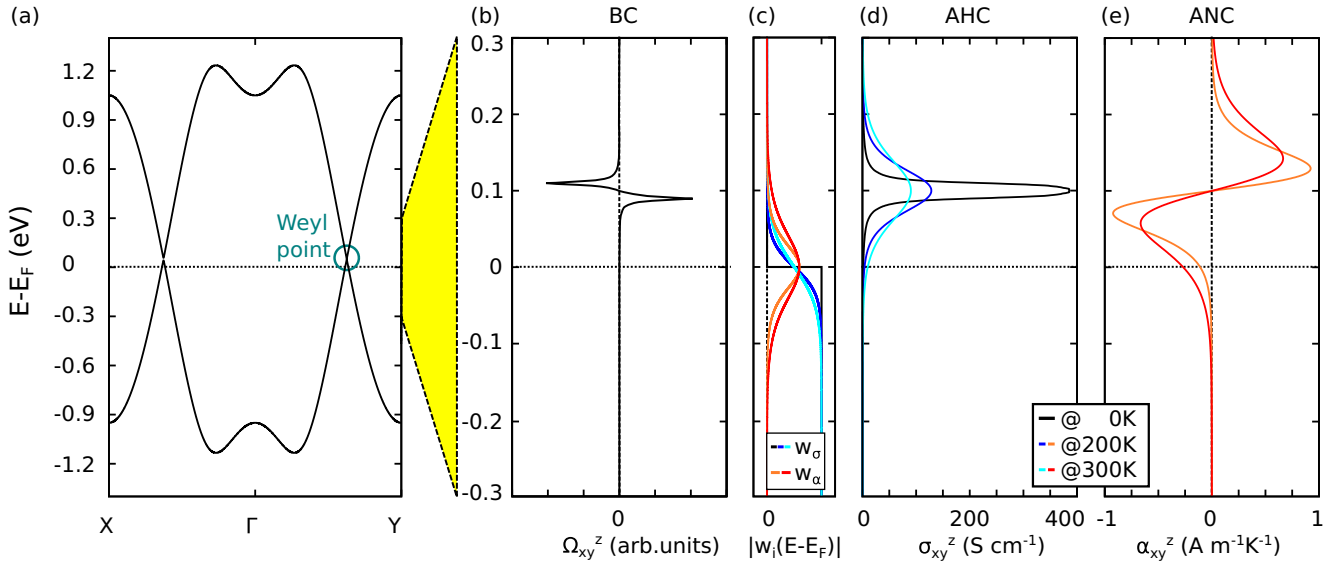 (a)
(b) BC
(c)
(d) AHC
(e) ANC
E-E_F (eV)
1.2
0.9
0.6
0.3
0
-0.3
-0.6
-0.9
-1.2
X Γ Y
Weyl
point
0.3
0.2
0.1
0
-0.1
-0.2
-0.3
0
Ω_xy^z (arb.units)
w_σ
w_α
0
|w_i(E-E_F)|
@ 0K
@200K
@300K
0 200 400
σ_xy^z (S cm⁻¹)
-1 0 1
α_xy^z (A m⁻¹K⁻¹)